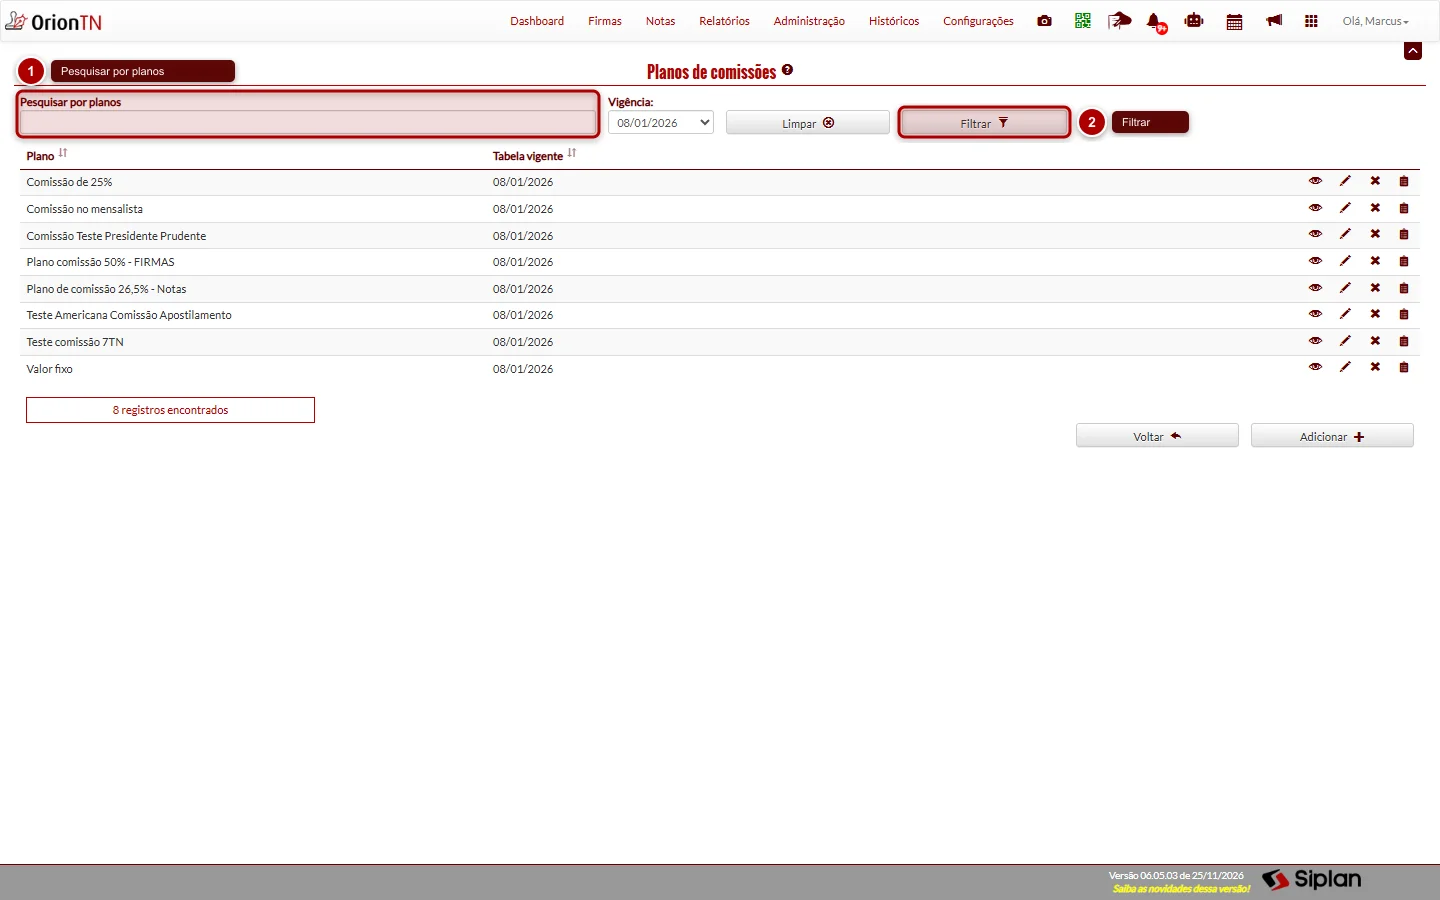 OrionTN
Dashboard Firmas Notas Relatórios Administração Históricos Configurações 9+ Olá, Marcus
1 Pesquisar por planos
Planos de comissões ?
Pesquisar por planos Vigência:
08/01/2026 Limpar Filtrar 2 Filtrar
Plano Tabela vigente
Comissão de 25% 08/01/2026
Comissão no mensalista 08/01/2026
Comissão Teste Presidente Prudente 08/01/2026
Plano comissão 50% - FIRMAS 08/01/2026
Plano de comissão 26,5% - Notas 08/01/2026
Teste Americana Comissão Apostilamento 08/01/2026
Teste comissão 7TN 08/01/2026
Valor fixo 08/01/2026
8 registros encontrados
Voltar Adicionar
Versão 06.05.03 de 25/11/2026
Saiba as novidades dessa versão!
Siplan